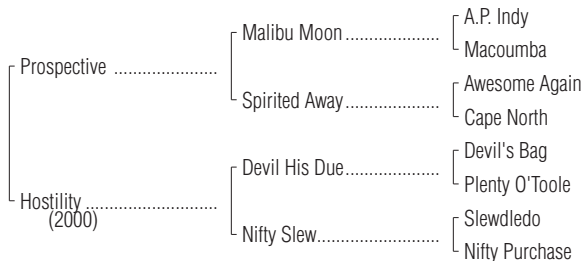 A.P. Indy
Malibu Moon ....................
Macoumba
Prospective ......................
Awesome Again
Spirited Away ....................
Cape North
Devil's Bag
Devil His Due ....................
Plenty O'Toole
Hostility ............................
(2000)
Slewdledo
Nifty Slew .........................
Nifty Purchase